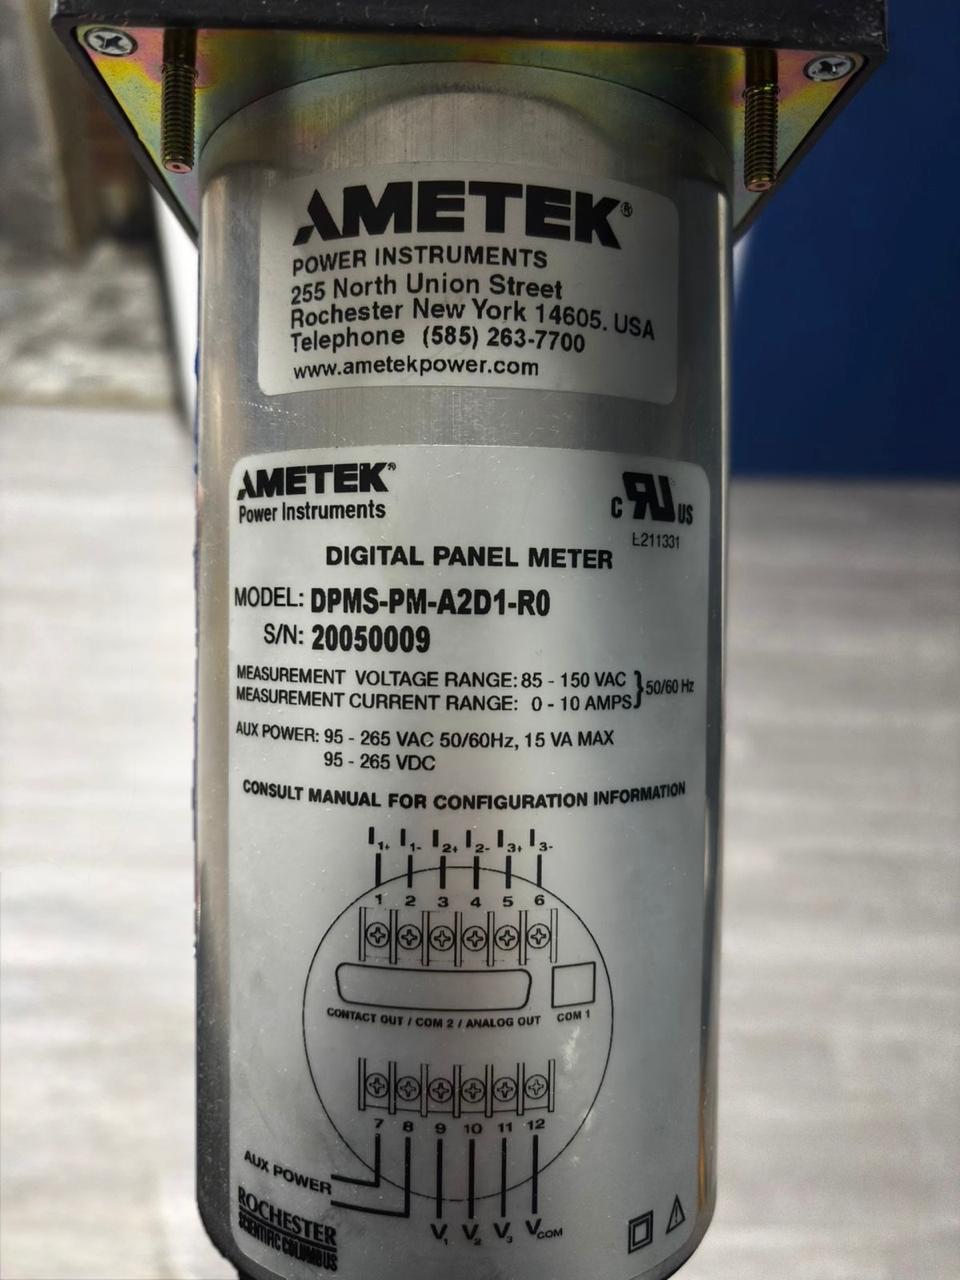 AMETEK®
POWER INSTRUMENTS
255 North Union Street
Rochester New York 14605. USA
Telephone (585) 263-7700
www.ametekpower.com
AMETEK®
Power Instruments
C RU US
E211331
DIGITAL PANEL METER
MODEL: DPMS-PM-A2D1-R0
S/N: 20050009
MEASUREMENT VOLTAGE RANGE: 85 - 150 VAC
MEASUREMENT CURRENT RANGE: 0 - 10 AMPS } 50/60 Hz
AUX POWER: 95 - 265 VAC 50/60Hz, 15 VA MAX
95 - 265 VDC
CONSULT MANUAL FOR CONFIGURATION INFORMATION
I1+ I1- I2+ I2- I3+ I3-
1 2 3 4 5 6
CONTACT OUT / COM 2 / ANALOG OUT COM 1
7 8 9 10 11 12
AUX POWER
V1 V2 V3 VCOM
ROCHESTER
SCIENTIFIC COLUMBUS